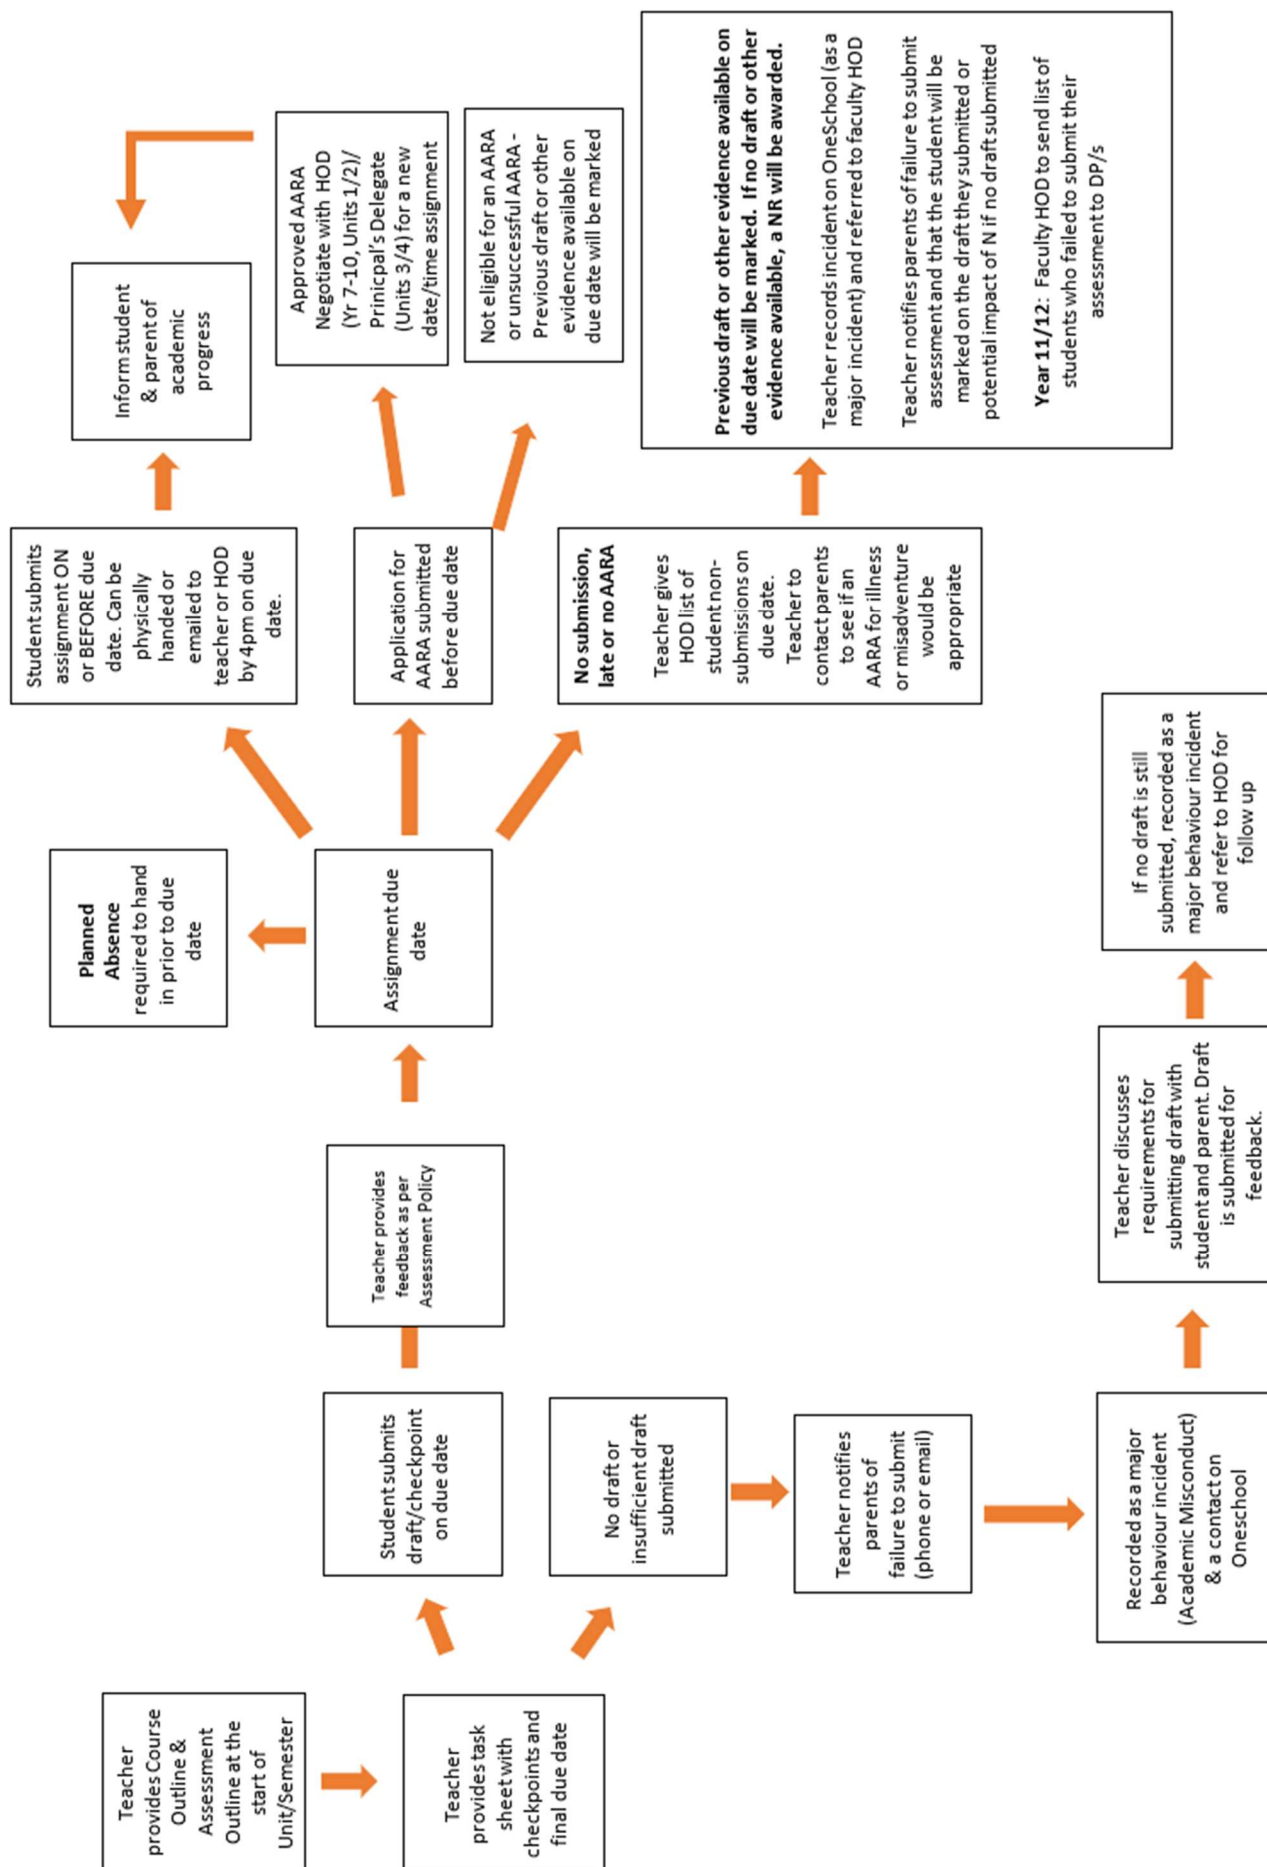 Teacher
provides Course
Outline &
Assessment
Outline at the
start of
Unit/Semester
Teacher
provides task
sheet with
checkpoints and
final due date
Student submits
draft/checkpoint
on due date
Teacher provides
feedback as per
Assessment Policy
No draft or
insufficient draft
submitted
Teacher notifies
parents of
failure to submit
(phone or email)
Recorded as a major
behaviour incident
(Academic Misconduct)
& a contact on
Oneschool
Teacher discusses
requirements for
submitting draft with
student and parent. Draft
is submitted for
feedback.
If no draft is still
submitted, recorded as a
major behaviour incident
and refer to HOD for
follow up
Assignment due
date
Planned
Absence
required to hand
in prior to due
date
Student submits
assignment ON
or BEFORE due
date. Can be
physically
handed or
emailed to
teacher or HOD
by 4pm on due
date.
Inform student
& parent of
academic
progress
Application for
AARA submitted
before due date
Approved AARA
Negotiate with HOD
(Yr 7-10, Units 1/2)/
Prinicpal's Delegate
(Units 3/4) for a new
date/time assignment
Not eligible for an AARA
or unsuccessful AARA -
Previous draft or other
evidence available on
due date will be marked
No submission,
late or no AARA
Teacher gives
HOD list of
student non-
submissions on
due date.
Teacher to
contact parents
to see if an
AARA for illness
or misadventure
would be
appropriate
Previous draft or other evidence available on
due date will be marked. If no draft or other
evidence available, a NR will be awarded.
Teacher records incident on OneSchool (as a
major incident) and referred to faculty HOD
Teacher notifies parents of failure to submit
assessment and that the student will be
marked on the draft they submitted or
potential impact of N if no draft submitted
Year 11/12: Faculty HOD to send list of
students who failed to submit their
assessment to DP/s